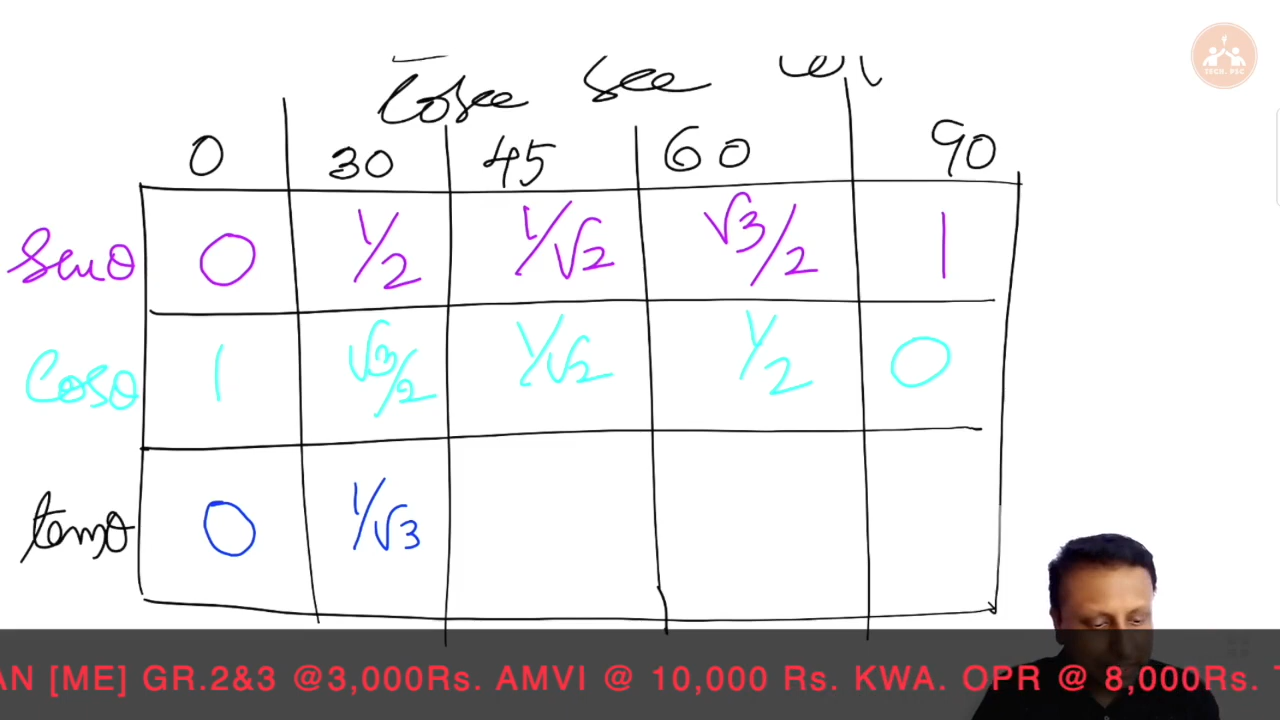 TECH. PSC
Cosec sec cot
0 30 45 60 90
sinθ 0 1/2 1/√2 √3/2 1
cosθ 1 √3/2 1/√2 1/2 0
tanθ 0 1/√3
AN [ME] GR.2&3 @3,000Rs. AMVI @ 10,000 Rs. KWA. OPR @ 8,000Rs.